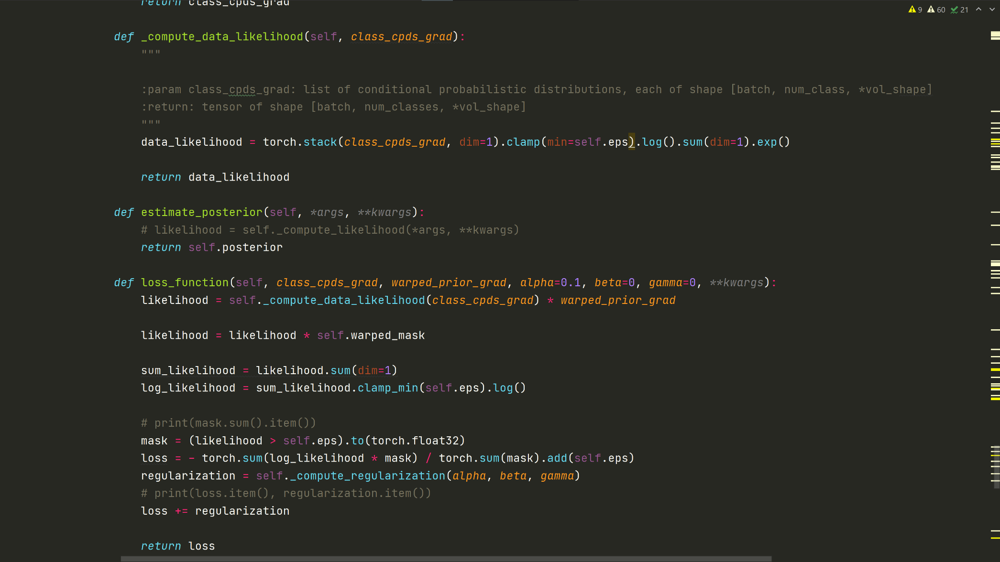 return class_cpds_grad
9 60 21
def _compute_data_likelihood(self, class_cpds_grad):
"""
:param class_cpds_grad: list of conditional probabilistic distributions, each of shape [batch, num_class, *vol_shape]
:return: tensor of shape [batch, num_classes, *vol_shape]
"""
data_likelihood = torch.stack(class_cpds_grad, dim=1).clamp(min=self.eps).log().sum(dim=1).exp()
return data_likelihood
def estimate_posterior(self, *args, **kwargs):
# likelihood = self._compute_likelihood(*args, **kwargs)
return self.posterior
def loss_function(self, class_cpds_grad, warped_prior_grad, alpha=0.1, beta=0, gamma=0, **kwargs):
likelihood = self._compute_data_likelihood(class_cpds_grad) * warped_prior_grad
likelihood = likelihood * self.warped_mask
sum_likelihood = likelihood.sum(dim=1)
log_likelihood = sum_likelihood.clamp_min(self.eps).log()
# print(mask.sum().item())
mask = (likelihood > self.eps).to(torch.float32)
loss = - torch.sum(log_likelihood * mask) / torch.sum(mask).add(self.eps)
regularization = self._compute_regularization(alpha, beta, gamma)
# print(loss.item(), regularization.item())
loss += regularization
return loss